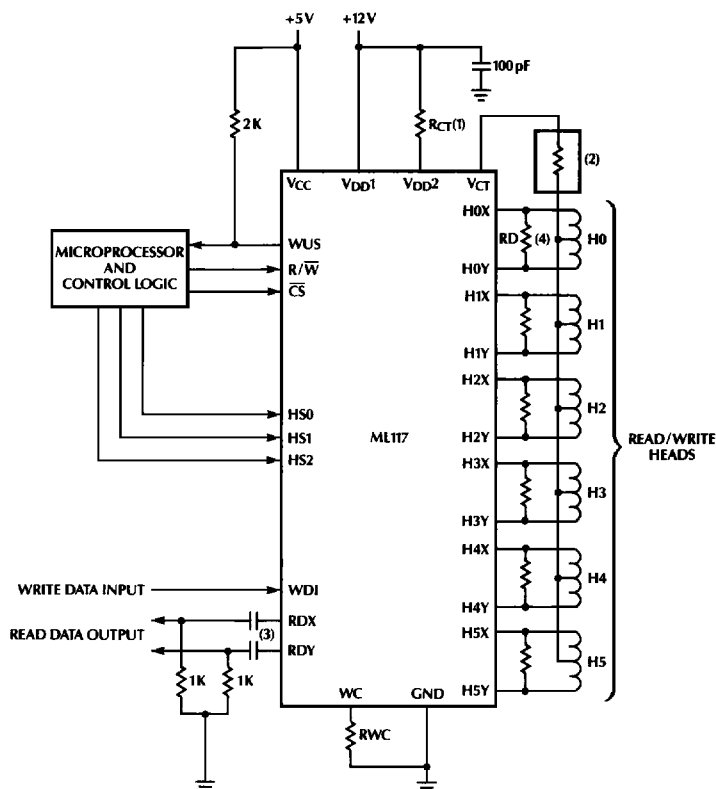 +5V
+12V
100 pF
2K
RCT(1)
(2)
VCC
VDD1
VDD2
VCT
H0X
RD
(4)
H0
H0Y
WUS
MICROPROCESSOR
AND
CONTROL LOGIC
R/W̅
C̅S̅
H1X
H1
H1Y
H2X
H2
H2Y
HS0
HS1
HS2
ML117
READ/WRITE
HEADS
H3X
H3
H3Y
H4X
H4
H4Y
WRITE DATA INPUT
WDI
RDX
READ DATA OUTPUT
(3)
RDY
H5X
H5
H5Y
1K
1K
WC
GND
RWC